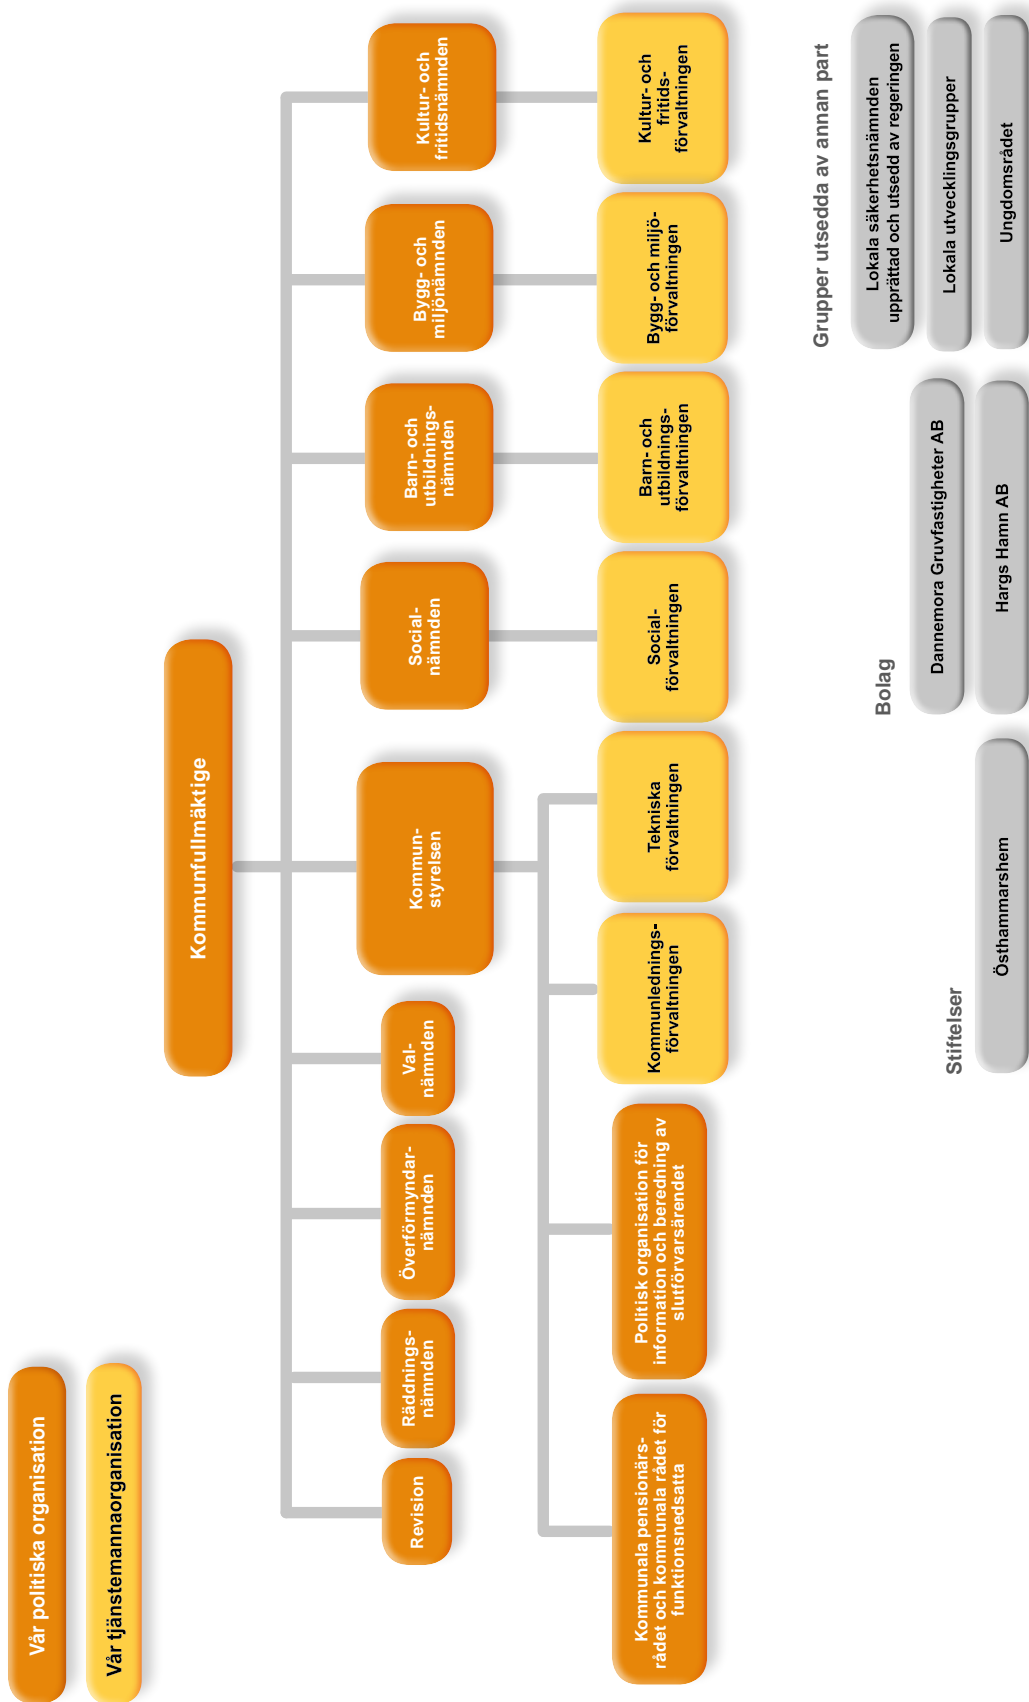 Vår politiska organisation
Vår tjänstemannaorganisation
Kommunfullmäktige
Revision
Räddnings-
nämnden
Överförmyndar-
nämnden
Val-
nämnden
Kommun-
styrelsen
Social-
nämnden
Barn- och
utbildnings-
nämnden
Bygg- och
miljönämnden
Kultur- och
fritidsnämnden
Kommunala pensionärs-
rådet och kommunala rådet för
funktionsnedsatta
Politisk organisation för
information och beredning av
slutförvarsärendet
Kommunlednings-
förvaltningen
Tekniska
förvaltningen
Social-
förvaltningen
Barn- och
utbildnings-
förvaltningen
Bygg- och miljö-
förvaltningen
Kultur- och
fritids-
förvaltningen
Stiftelser
Östhammarshem
Bolag
Dannemora Gruvfastigheter AB
Hargs Hamn AB
Grupper utsedda av annan part
Lokala säkerhetsnämnden
upprättad och utsedd av regeringen
Lokala utvecklingsgrupper
Ungdomsrådet